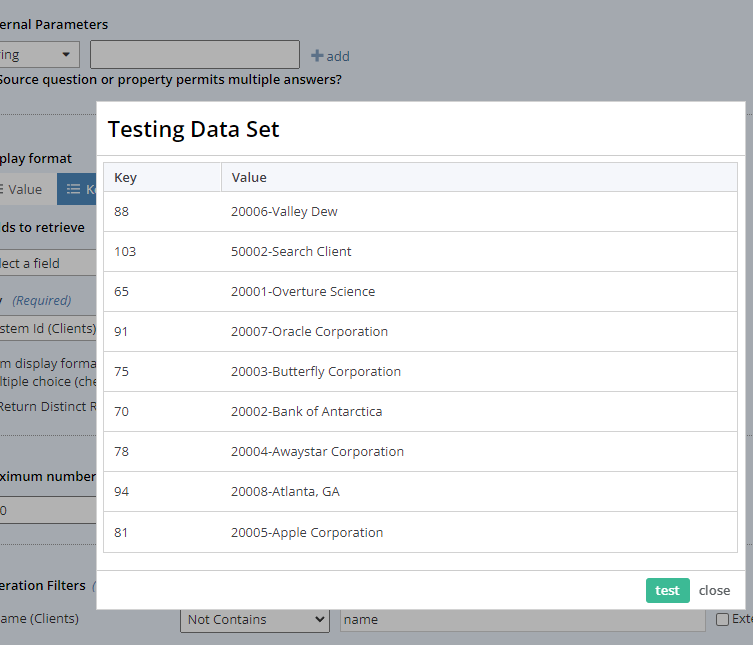 ernal Parameters
ing
add
Source question or property permits multiple answers?
Testing Data Set
play format
Value
Key Value
88 20006-Valley Dew
lds to retrieve
103 50002-Search Client
lect a field
65 20001-Overture Science
(Required)
stem Id (Clients)
91 20007-Oracle Corporation
m display forma
75 20003-Butterfly Corporation
ltiple choice (che
Return Distinct R
70 20002-Bank of Antarctica
78 20004-Awaystar Corporation
ximum number
94 20008-Atlanta, GA
0
81 20005-Apple Corporation
eration Filters
test close
ame (Clients) Not Contains name Exte